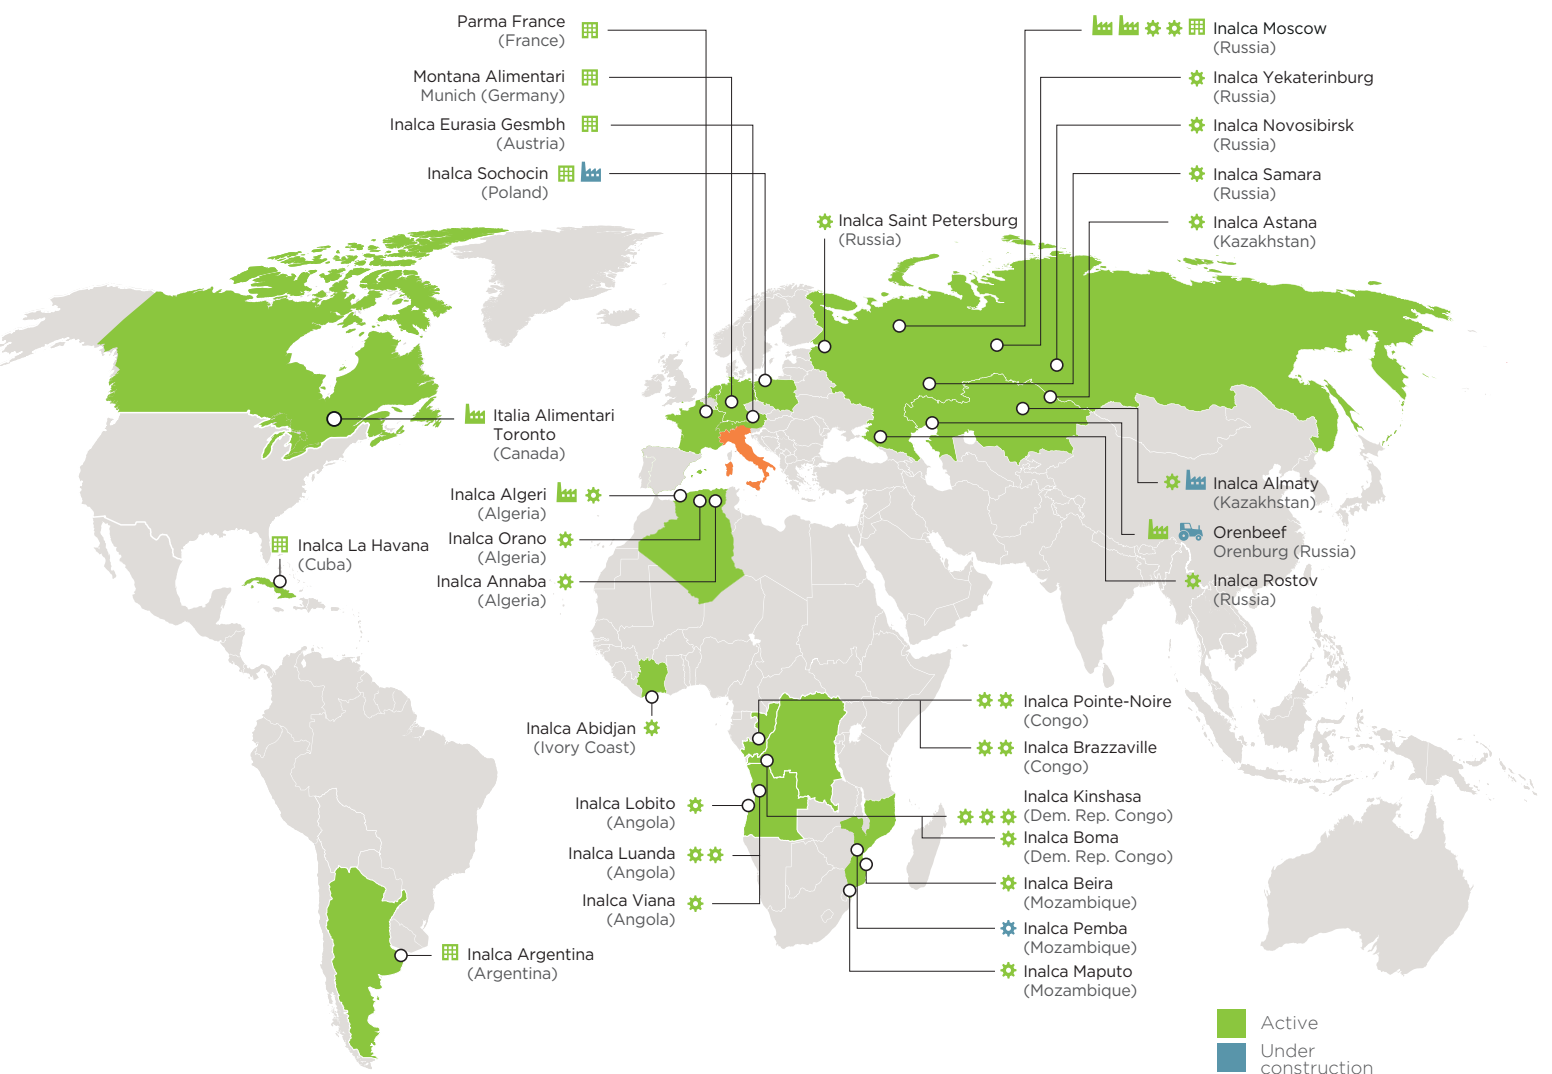 Parma France
(France)
Montana Alimentari
Munich (Germany)
Inalca Eurasia Gesmbh
(Austria)
Inalca Sochocin
(Poland)
Inalca Moscow
(Russia)
Inalca Yekaterinburg
(Russia)
Inalca Novosibirsk
(Russia)
Inalca Samara
(Russia)
Inalca Astana
(Kazakhstan)
Inalca Saint Petersburg
(Russia)
Italia Alimentari
Toronto
(Canada)
Inalca Algeri
(Algeria)
Inalca Orano
(Algeria)
Inalca Annaba
(Algeria)
Inalca La Havana
(Cuba)
Inalca Almaty
(Kazakhstan)
Orenbeef
Orenburg (Russia)
Inalca Rostov
(Russia)
Inalca Abidjan
(Ivory Coast)
Inalca Lobito
(Angola)
Inalca Luanda
(Angola)
Inalca Viana
(Angola)
Inalca Pointe-Noire
(Congo)
Inalca Brazzaville
(Congo)
Inalca Kinshasa
(Dem. Rep. Congo)
Inalca Boma
(Dem. Rep. Congo)
Inalca Beira
(Mozambique)
Inalca Pemba
(Mozambique)
Inalca Maputo
(Mozambique)
Inalca Argentina
(Argentina)
Active
Under
construction